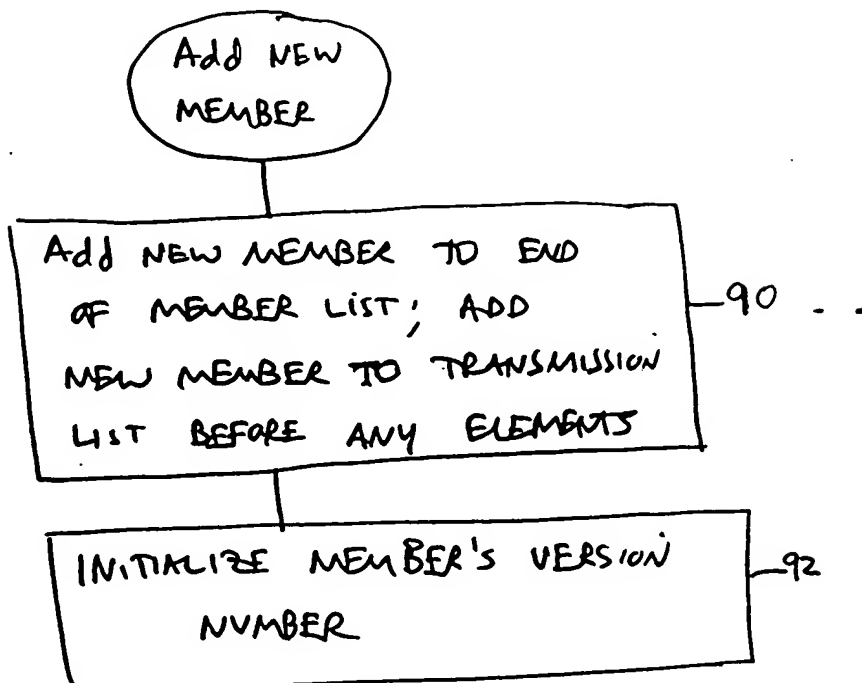 Add NEW
MEMBER
Add NEW MEMBER TO END
OF MEMBER LIST; ADD
NEW MEMBER TO TRANSMISSION
LIST BEFORE ANY ELEMENTS
90
INITIALIZE MEMBER'S VERSION
NUMBER
92